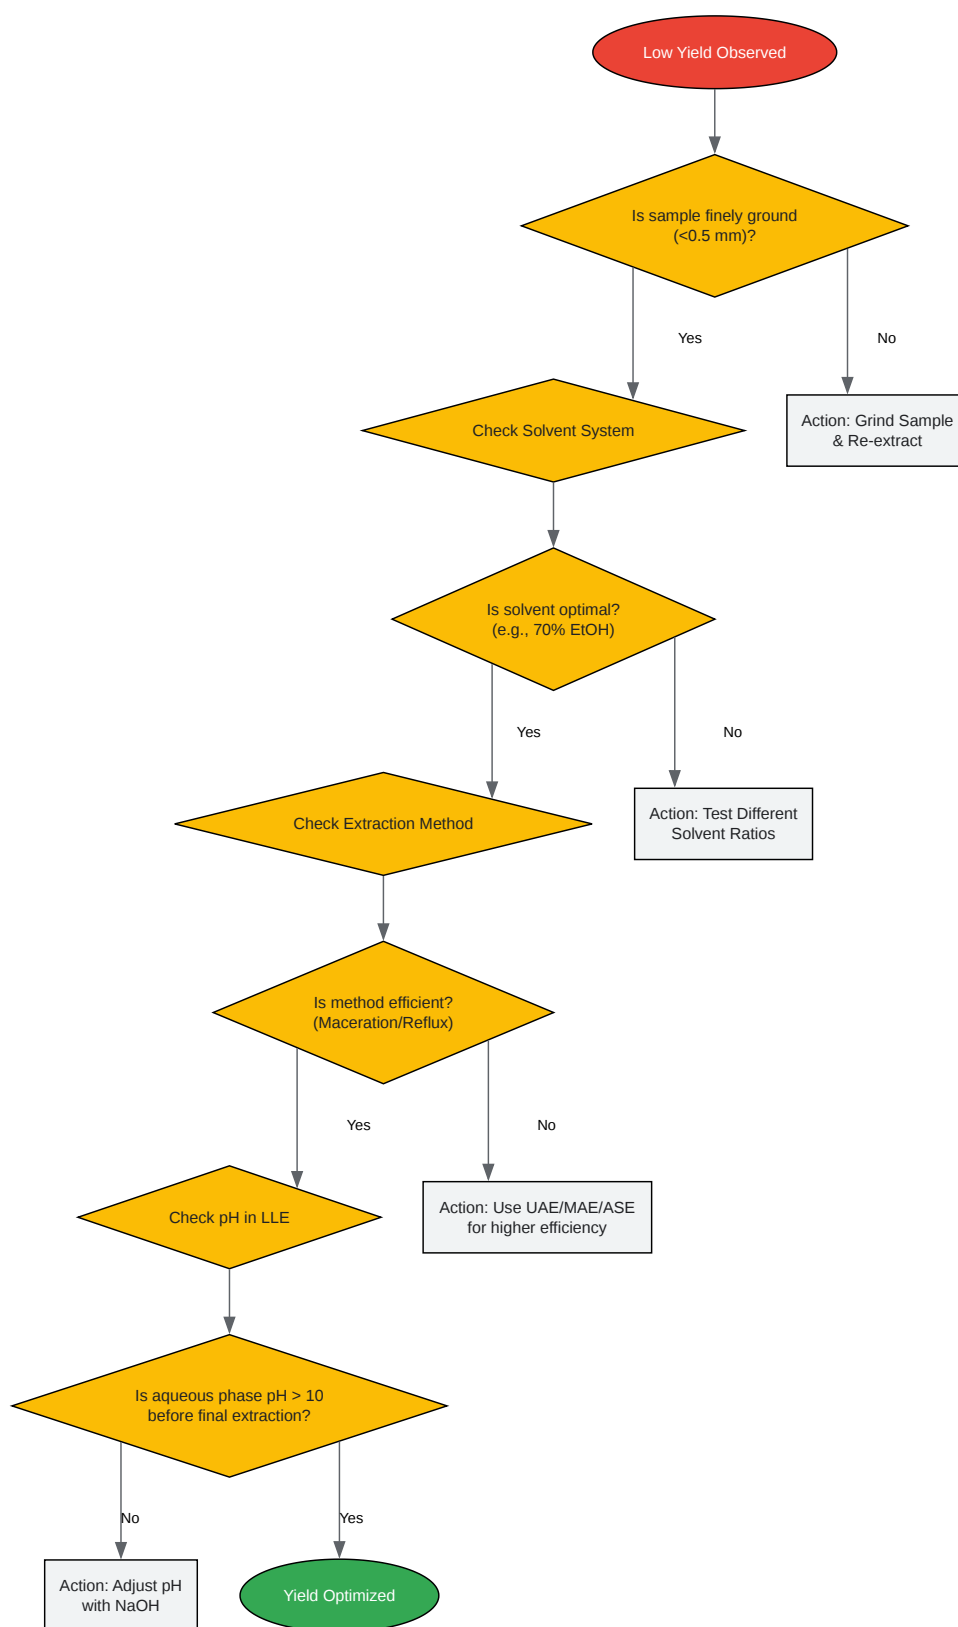 Low Yield Observed
Is sample finely ground
(<0.5 mm)?
Yes
No
Check Solvent System
Action: Grind Sample
& Re-extract
Is solvent optimal?
(e.g., 70% EtOH)
Yes
No
Check Extraction Method
Action: Test Different
Solvent Ratios
Is method efficient?
(Maceration/Reflux)
Yes
No
Check pH in LLE
Action: Use UAE/MAE/ASE
for higher efficiency
Is aqueous phase pH > 10
before final extraction?
No
Yes
Action: Adjust pH
with NaOH
Yield Optimized